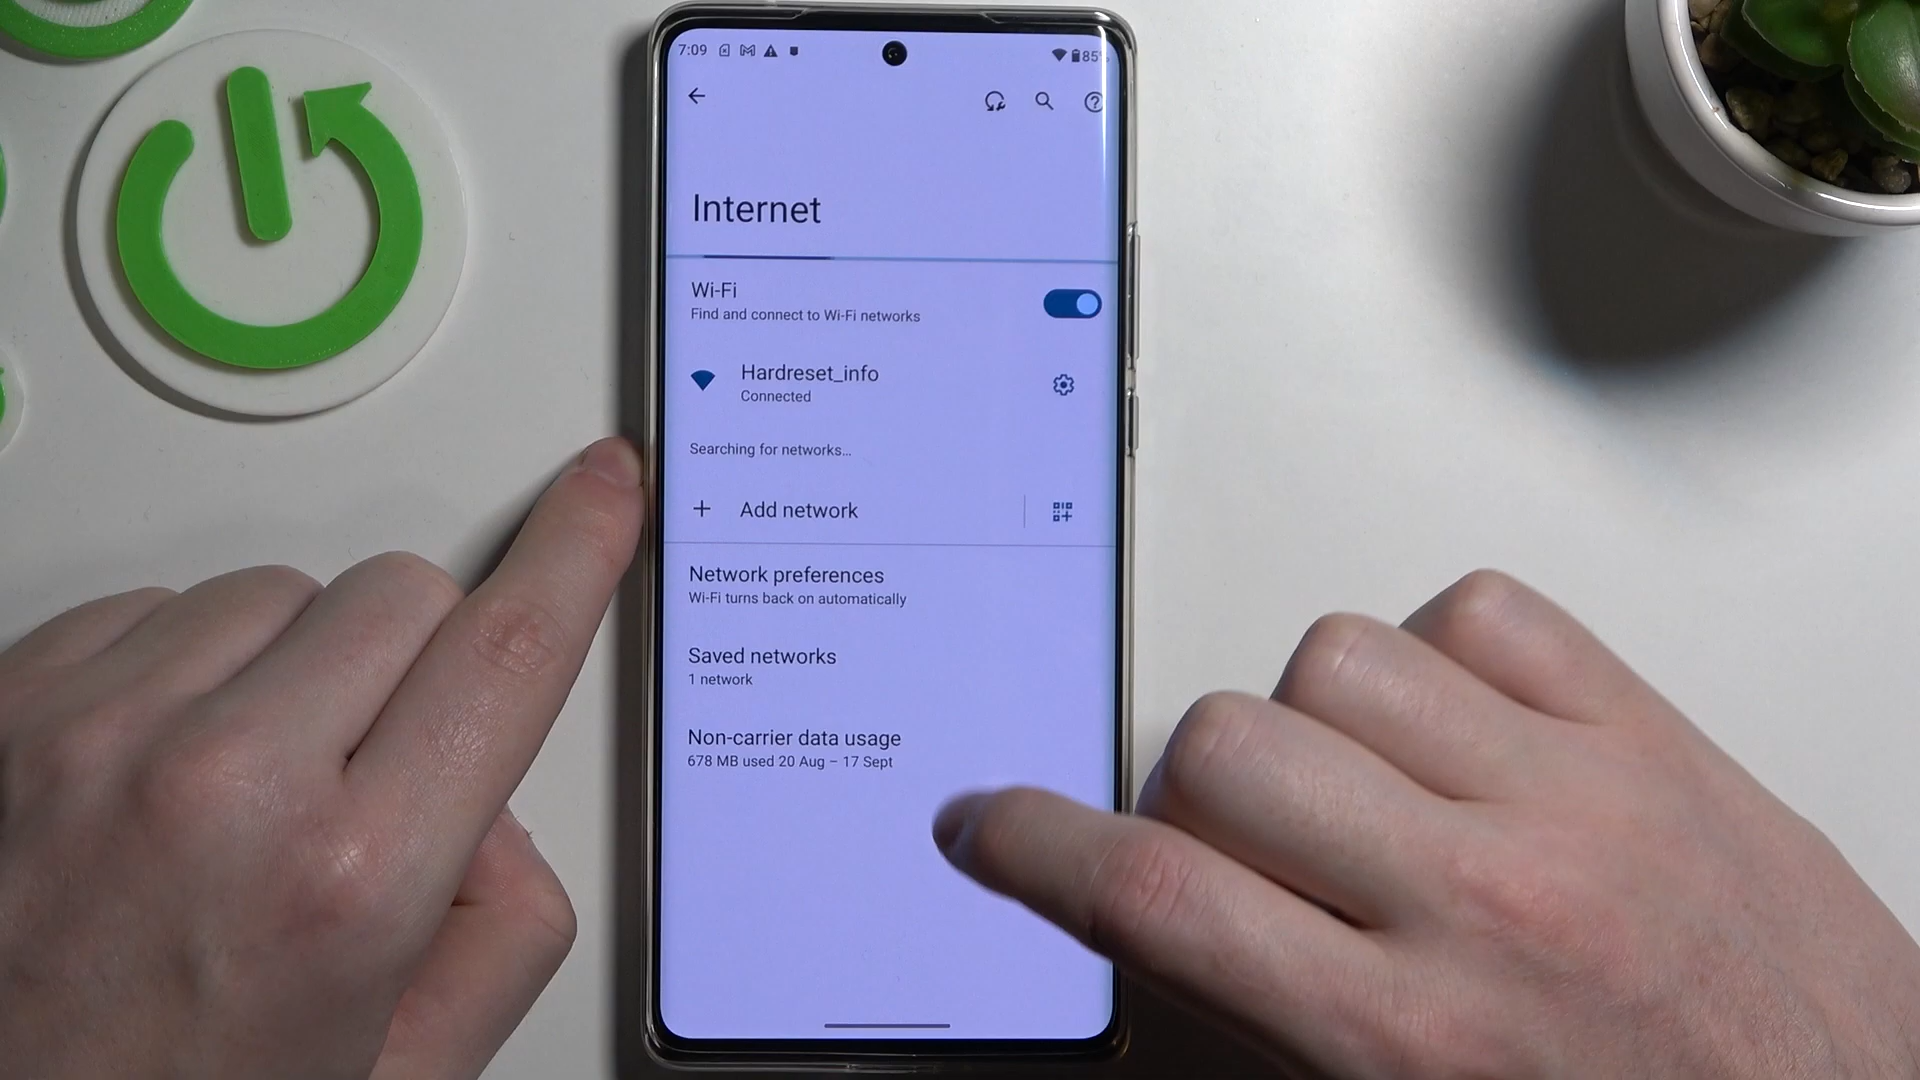 7:09
85%
Internet
Wi-Fi
Find and connect to Wi-Fi networks
Hardreset_info
Connected
Searching for networks…
Add network
Network preferences
Wi-Fi turns back on automatically
Saved networks
1 network
Non-carrier data usage
678 MB used 20 Aug – 17 Sept